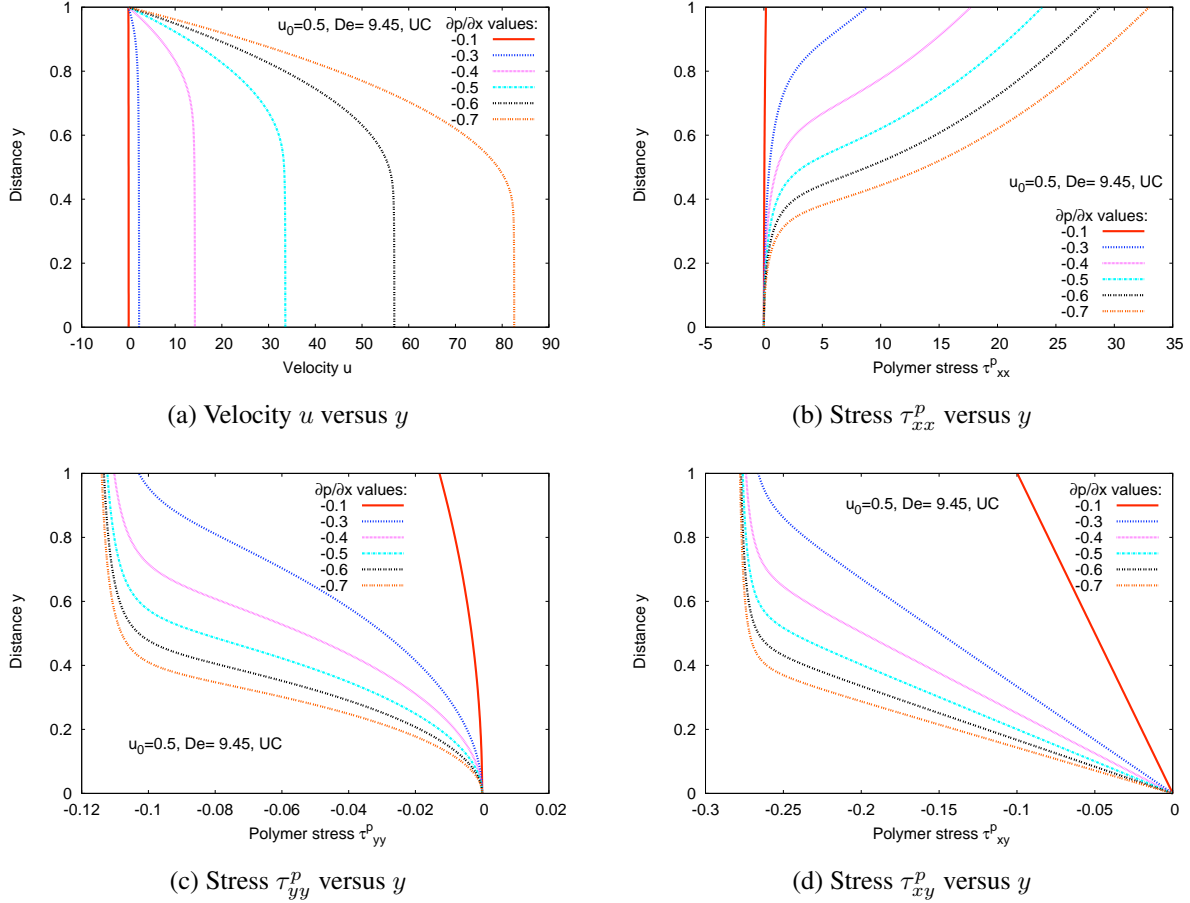 u₀=0.5, De= 9.45, UC
∂p/∂x values:
-0.1
-0.3
-0.4
-0.5
-0.6
-0.7
Distance y
1
0.8
0.6
0.4
0.2
0
-10 0 10 20 30 40 50 60 70 80 90
Velocity u
(a) Velocity u versus y
Distance y
1
0.8
0.6
0.4
0.2
0
u₀=0.5, De= 9.45, UC
∂p/∂x values:
-0.1
-0.3
-0.4
-0.5
-0.6
-0.7
-5 0 5 10 15 20 25 30 35
Polymer stress τᵖₓₓ
(b) Stress τᵖₓₓ versus y
Distance y
1
0.8
0.6
0.4
0.2
0
∂p/∂x values:
-0.1
-0.3
-0.4
-0.5
-0.6
-0.7
u₀=0.5, De= 9.45, UC
-0.12 -0.1 -0.08 -0.06 -0.04 -0.02 0 0.02
Polymer stress τ^p_yy
(c) Stress τ^p_yy versus y
Distance y
1
0.8
0.6
0.4
0.2
0
u₀=0.5, De= 9.45, UC
∂p/∂x values:
-0.1
-0.3
-0.4
-0.5
-0.6
-0.7
-0.3 -0.25 -0.2 -0.15 -0.1 -0.05 0
Polymer stress τ^p_xy
(d) Stress τ^p_xy versus y